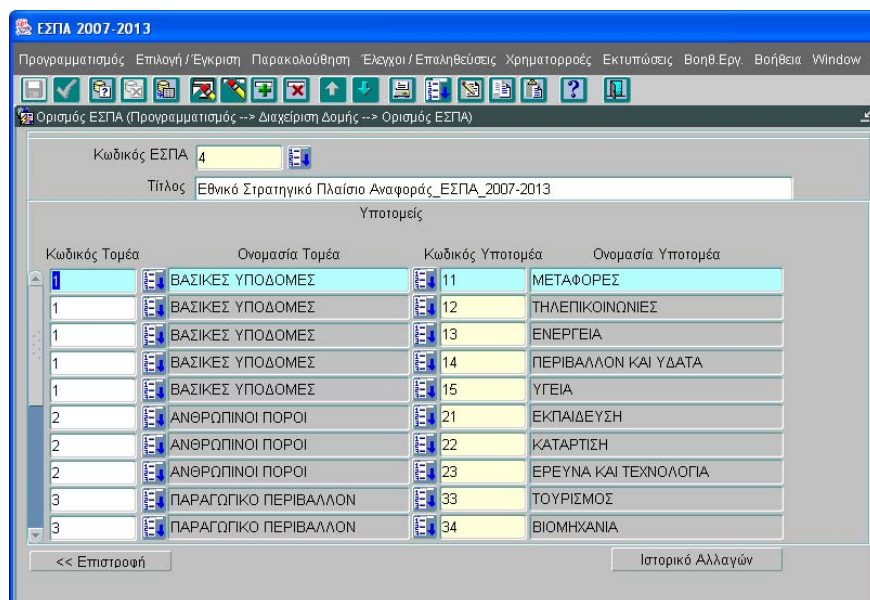 ΕΣΠΑ 2007-2013
Προγραμματισμός Επιλογή / Έγκριση Παρακολούθηση Έλεγχοι / Επαληθεύσεις Χρηματορροές Εκτυπώσεις Βοηθ.Εργ. Βοήθεια Window
Ορισμός ΕΣΠΑ (Προγραμματισμός --> Διαχείριση Δομής --> Ορισμός ΕΣΠΑ)
Κωδικός ΕΣΠΑ 4
Τίτλος Εθνικό Στρατηγικό Πλαίσιο Αναφοράς_ΕΣΠΑ_2007-2013
Υποτομείς
Κωδικός Τομέα Ονομασία Τομέα Κωδικός Υποτομέα Ονομασία Υποτομέα
1 ΒΑΣΙΚΕΣ ΥΠΟΔΟΜΕΣ 11 ΜΕΤΑΦΟΡΕΣ
1 ΒΑΣΙΚΕΣ ΥΠΟΔΟΜΕΣ 12 ΤΗΛΕΠΙΚΟΙΝΩΝΙΕΣ
1 ΒΑΣΙΚΕΣ ΥΠΟΔΟΜΕΣ 13 ΕΝΕΡΓΕΙΑ
1 ΒΑΣΙΚΕΣ ΥΠΟΔΟΜΕΣ 14 ΠΕΡΙΒΑΛΛΟΝ ΚΑΙ ΥΔΑΤΑ
1 ΒΑΣΙΚΕΣ ΥΠΟΔΟΜΕΣ 15 ΥΓΕΙΑ
2 ΑΝΘΡΩΠΙΝΟΙ ΠΟΡΟΙ 21 ΕΚΠΑΙΔΕΥΣΗ
2 ΑΝΘΡΩΠΙΝΟΙ ΠΟΡΟΙ 22 ΚΑΤΑΡΤΙΣΗ
2 ΑΝΘΡΩΠΙΝΟΙ ΠΟΡΟΙ 23 ΕΡΕΥΝΑ ΚΑΙ ΤΕΧΝΟΛΟΓΙΑ
3 ΠΑΡΑΓΩΓΙΚΟ ΠΕΡΙΒΑΛΛΟΝ 33 ΤΟΥΡΙΣΜΟΣ
3 ΠΑΡΑΓΩΓΙΚΟ ΠΕΡΙΒΑΛΛΟΝ 34 ΒΙΟΜΗΧΑΝΙΑ
<< Επιστροφή Ιστορικό Αλλαγών